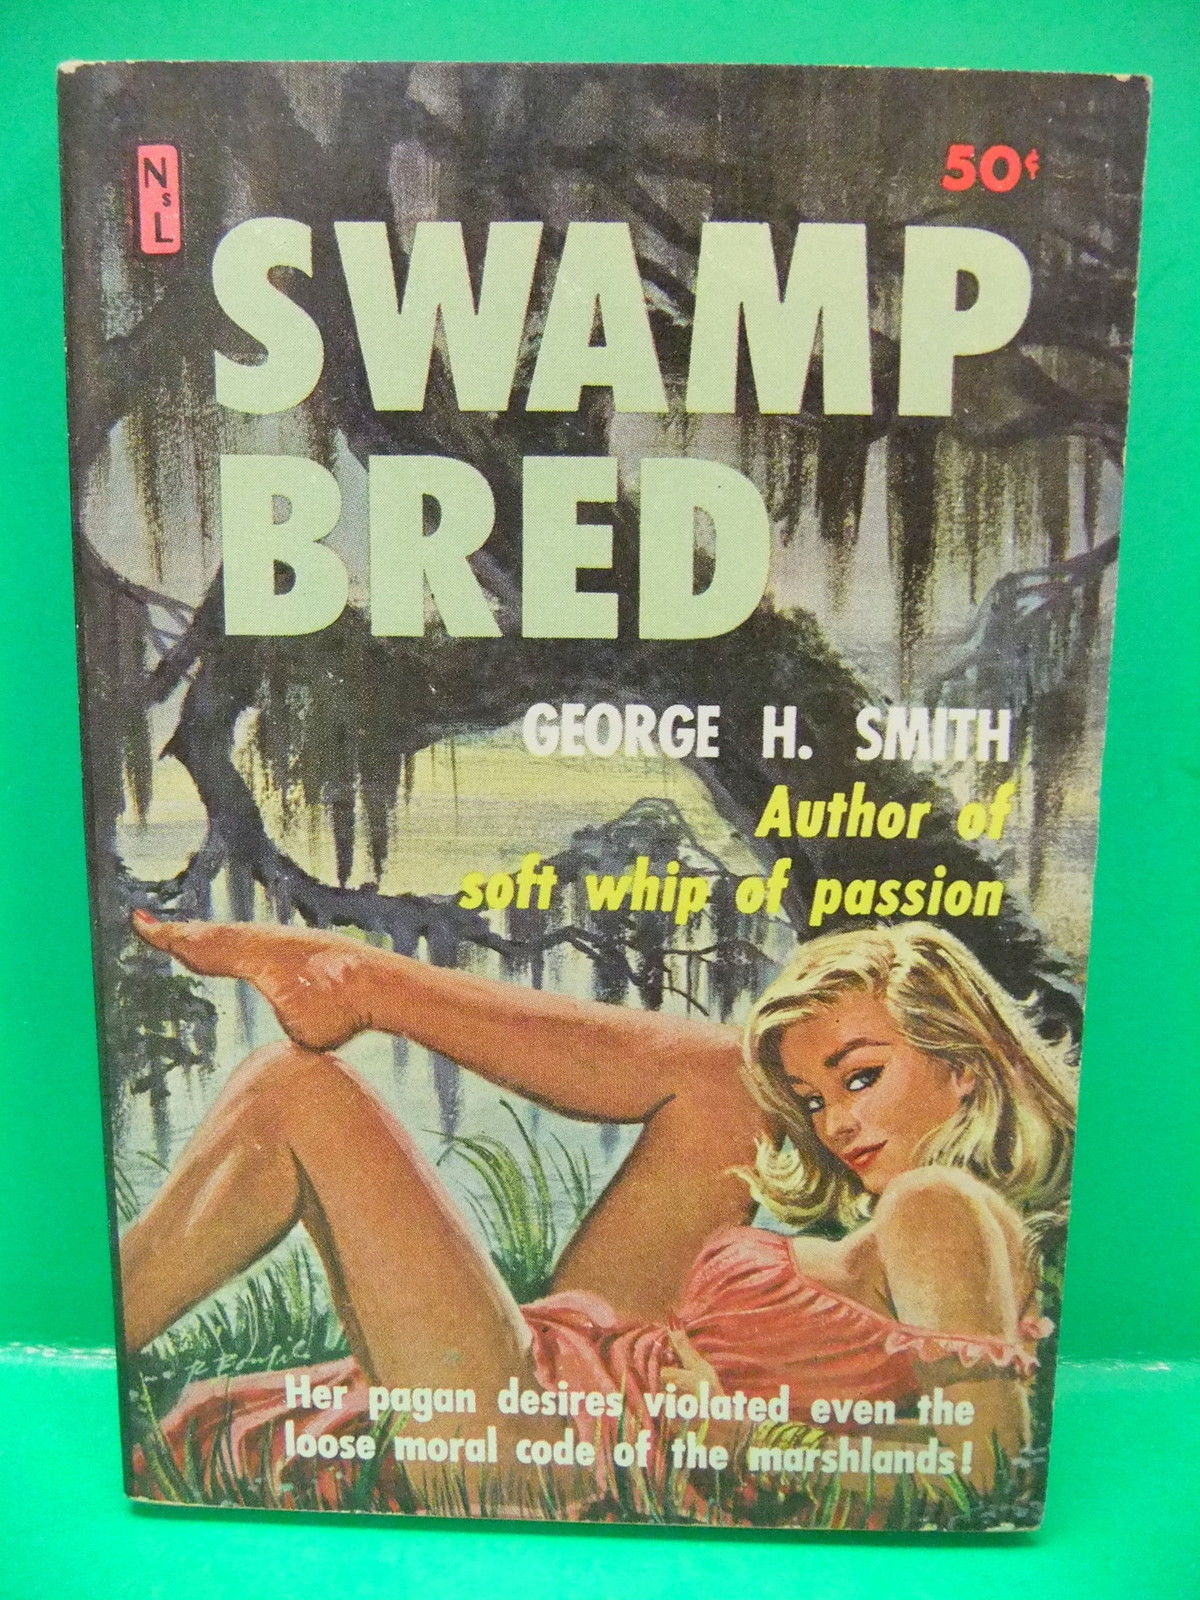 N
s
L
50¢
SWAMP
BRED
GEORGE H. SMITH
Author of
soft whip of passion
Her pagan desires violated even the
loose moral code of the marshlands!